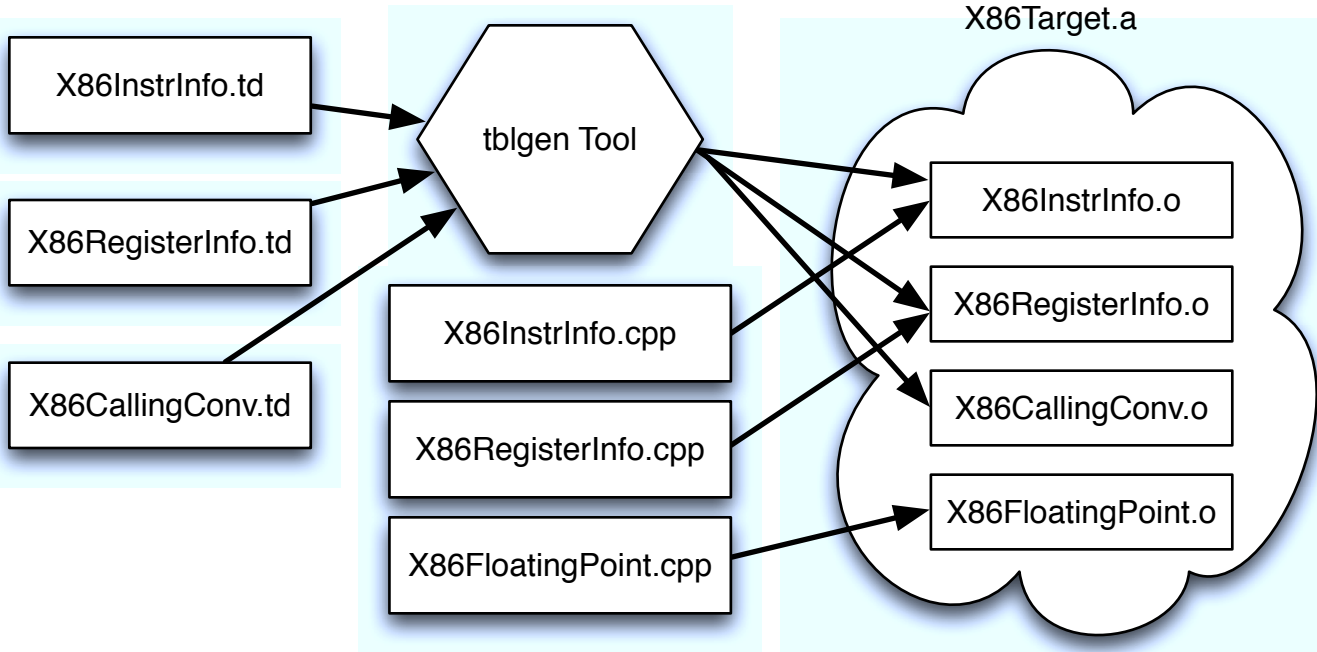 X86InstrInfo.td
X86RegisterInfo.td
X86CallingConv.td
tblgen Tool
X86InstrInfo.cpp
X86RegisterInfo.cpp
X86FloatingPoint.cpp
X86Target.a
X86InstrInfo.o
X86RegisterInfo.o
X86CallingConv.o
X86FloatingPoint.o